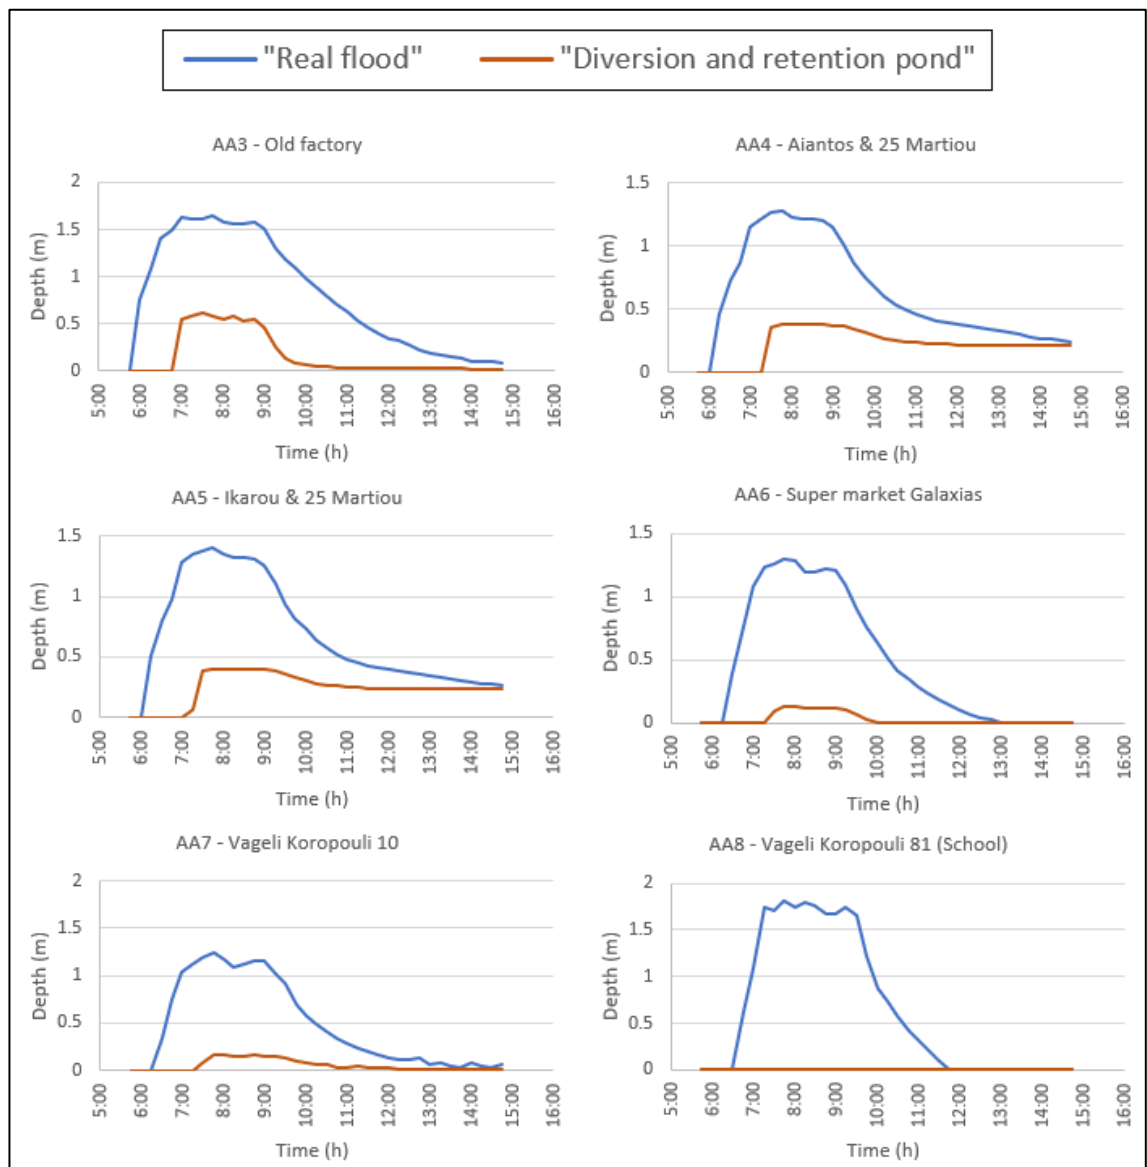 "Real flood" "Diversion and retention pond"
AA3 - Old factory
2
1.5
1
0.5
0
Depth (m)
5:00 6:00 7:00 8:00 9:00 10:00 11:00 12:00 13:00 14:00 15:00 16:00
Time (h)
AA4 - Aiantos & 25 Martiou
1.5
1
0.5
0
Depth (m)
5:00 6:00 7:00 8:00 9:00 10:00 11:00 12:00 13:00 14:00 15:00 16:00
Time (h)
AA5 - Ikarou & 25 Martiou
1.5
1
0.5
0
Depth (m)
5:00 6:00 7:00 8:00 9:00 10:00 11:00 12:00 13:00 14:00 15:00 16:00
Time (h)
AA6 - Super market Galaxias
1.5
1
0.5
0
Depth (m)
5:00 6:00 7:00 8:00 9:00 10:00 11:00 12:00 13:00 14:00 15:00 16:00
Time (h)
AA7 - Vageli Koropouli 10
2
1.5
1
0.5
0
Depth (m)
5:00 6:00 7:00 8:00 9:00 10:00 11:00 12:00 13:00 14:00 15:00 16:00
Time (h)
AA8 - Vageli Koropouli 81 (School)
2
1.5
1
0.5
0
Depth (m)
5:00 6:00 7:00 8:00 9:00 10:00 11:00 12:00 13:00 14:00 15:00 16:00
Time (h)